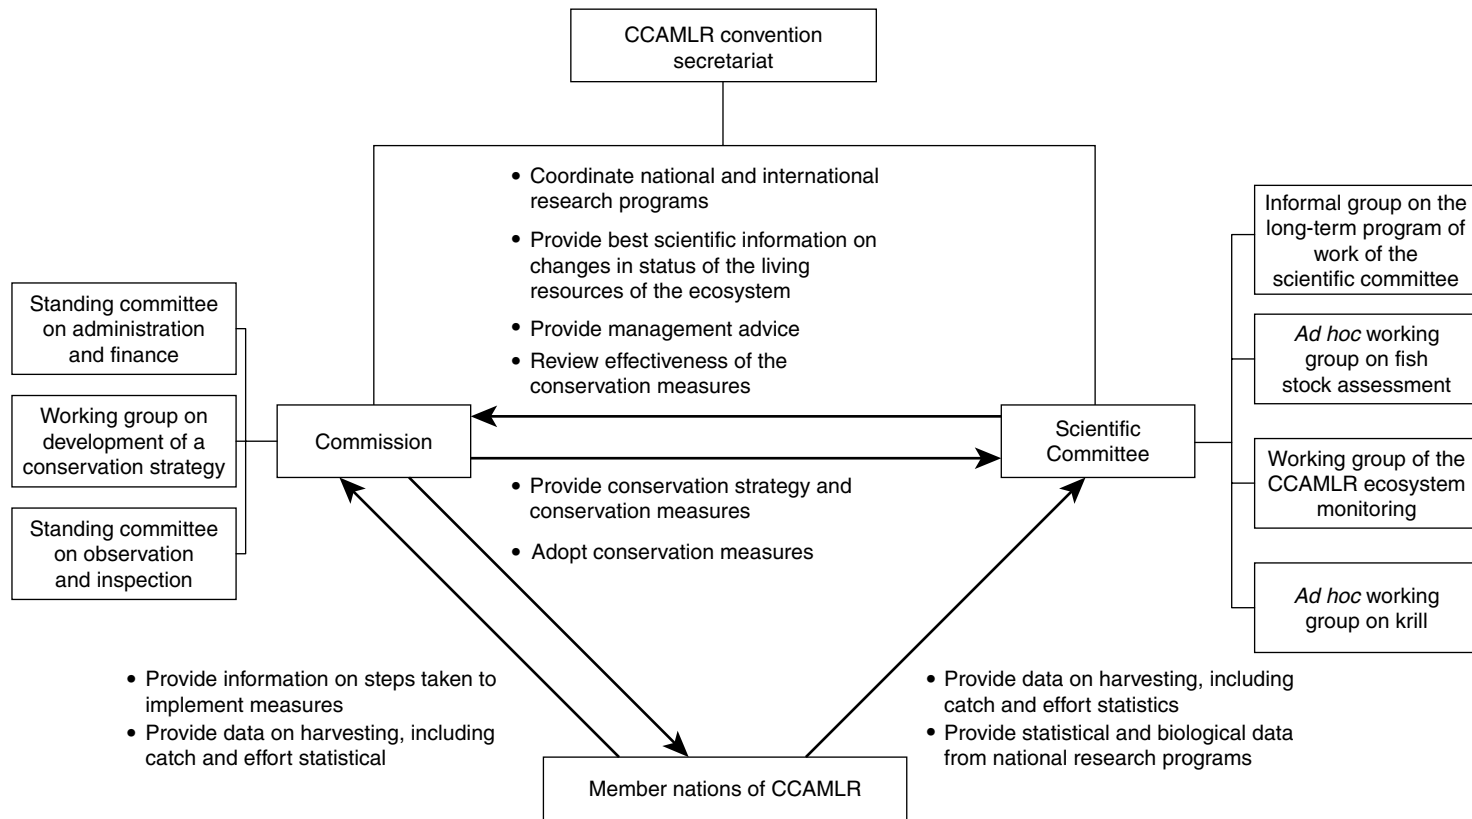 CCAMLR convention
secretariat
• Coordinate national and international
research programs
• Provide best scientific information on
changes in status of the living
resources of the ecosystem
• Provide management advice
• Review effectiveness of the
conservation measures
Standing committee
on administration
and finance
Working group on
development of a
conservation strategy
Standing committee
on observation
and inspection
Commission
Scientific
Committee
Informal group on the
long-term program of
work of the
scientific committee
Ad hoc working
group on fish
stock assessment
Working group of the
CCAMLR ecosystem
monitoring
Ad hoc working
group on krill
• Provide conservation strategy and
conservation measures
• Adopt conservation measures
• Provide information on steps taken to
implement measures
• Provide data on harvesting, including
catch and effort statistical
• Provide data on harvesting, including
catch and effort statistics
• Provide statistical and biological data
from national research programs
Member nations of CCAMLR